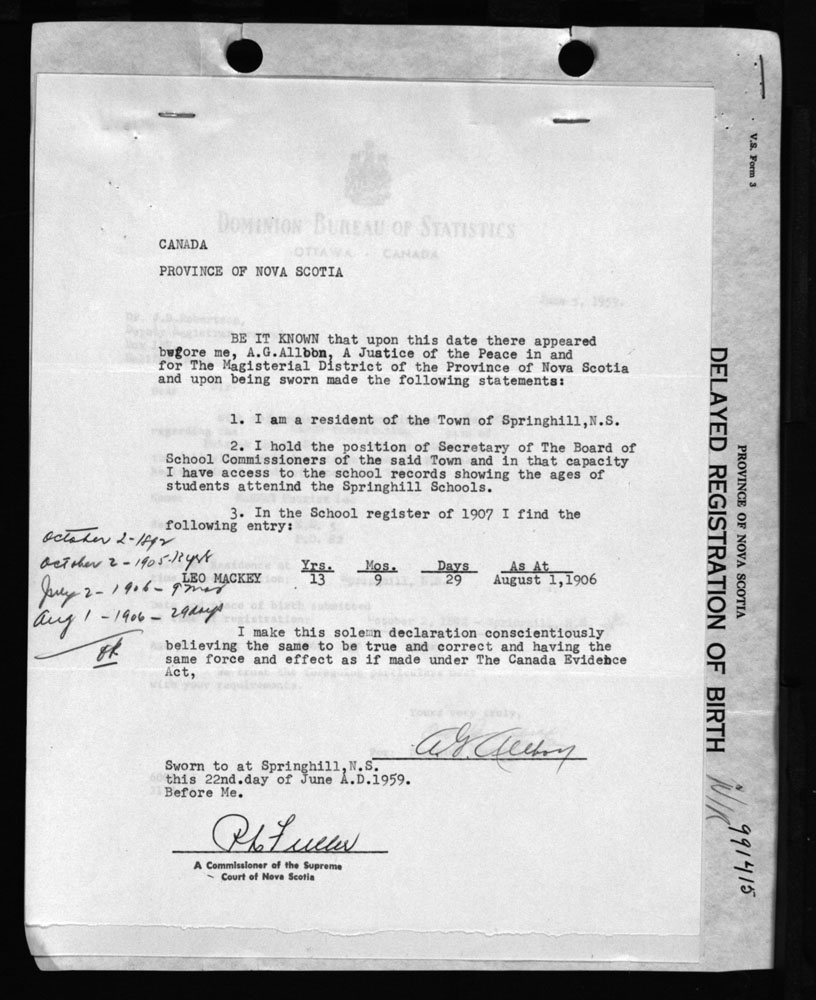 DOMINION BUREAU OF STATISTICS
OTTAWA - CANADA
CANADA
PROVINCE OF NOVA SCOTIA
June 5, 1959.
BE IT KNOWN that upon this date there appeared
before me, A.G.Allbbn, A Justice of the Peace in and
for The Magisterial District of the Province of Nova Scotia
and upon being sworn made the following statements:
1. I am a resident of the Town of Springhill,N.S.
2. I hold the position of Secretary of The Board of
School Commissioners of the said Town and in that capacity
I have access to the school records showing the ages of
students attenind the Springhill Schools.
3. In the School register of 1907 I find the
following entry:
October 2-1892
October 2-1905-13 yrs
July 2-1906-9 mos
Aug 1-1906-29 days
ok
Yrs. Mos. Days As At
LEO MACKEY 13 9 29 August 1,1906
I make this solemn declaration conscientiously
believing the same to be true and correct and having the
same force and effect as if made under The Canada Evidebce
Act,
A.G. Allbon
Sworn to at Springhill,N.S.
this 22nd.day of June A.D.1959.
Before Me.
R L Fuller
A Commissioner of the Supreme
Court of Nova Scotia
V.S. Form 3
PROVINCE OF NOVA SCOTIA
DELAYED REGISTRATION OF BIRTH
N/R 991415